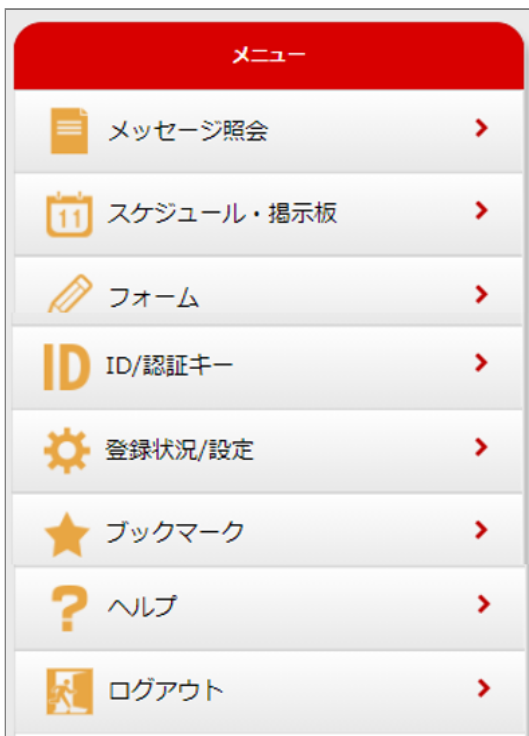 メニュー
メッセージ照会
11 スケジュール・掲示板
フォーム
ID ID/認証キー
登録状況/設定
ブックマーク
? ヘルプ
ログアウト